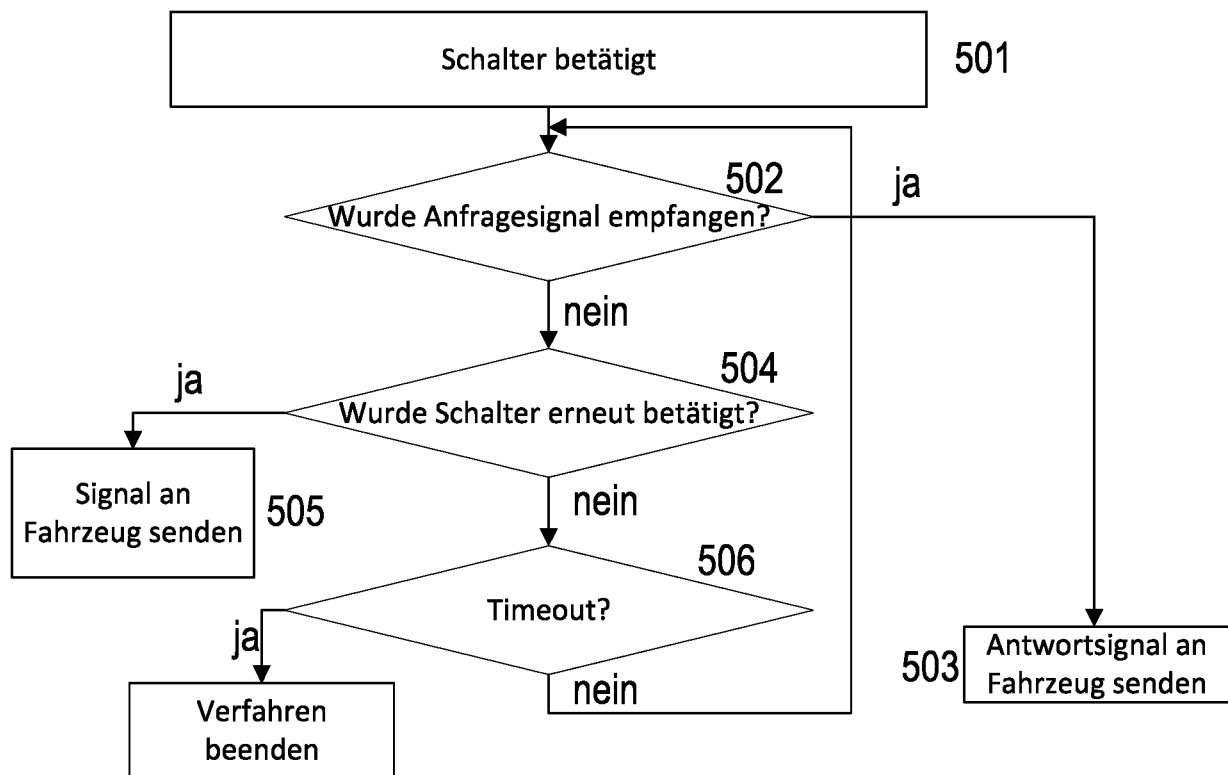 Schalter betätigt
501
502
ja
Wurde Anfragesignal empfangen?
nein
504
ja
Wurde Schalter erneut betätigt?
Signal an
Fahrzeug senden
505
nein
506
Timeout?
ja
nein
Antwortsignal an
Fahrzeug senden
503
Verfahren
beenden